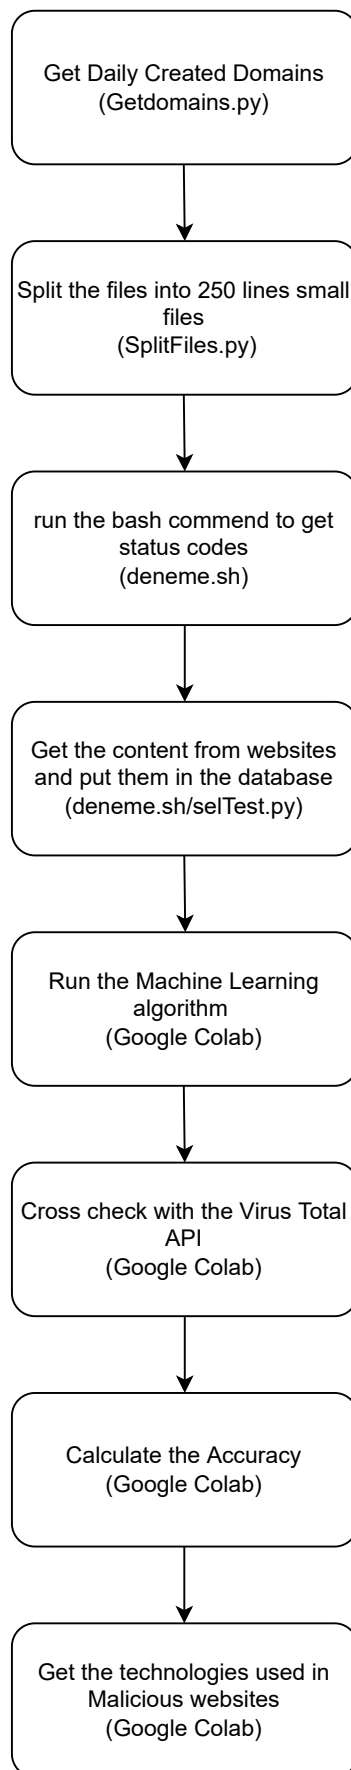 Get Daily Created Domains
(Getdomains.py)
Split the files into 250 lines small
files
(SplitFiles.py)
run the bash commend to get
status codes
(deneme.sh)
Get the content from websites
and put them in the database
(deneme.sh/selTest.py)
Run the Machine Learning
algorithm
(Google Colab)
Cross check with the Virus Total
API
(Google Colab)
Calculate the Accuracy
(Google Colab)
Get the technologies used in
Malicious websites
(Google Colab)